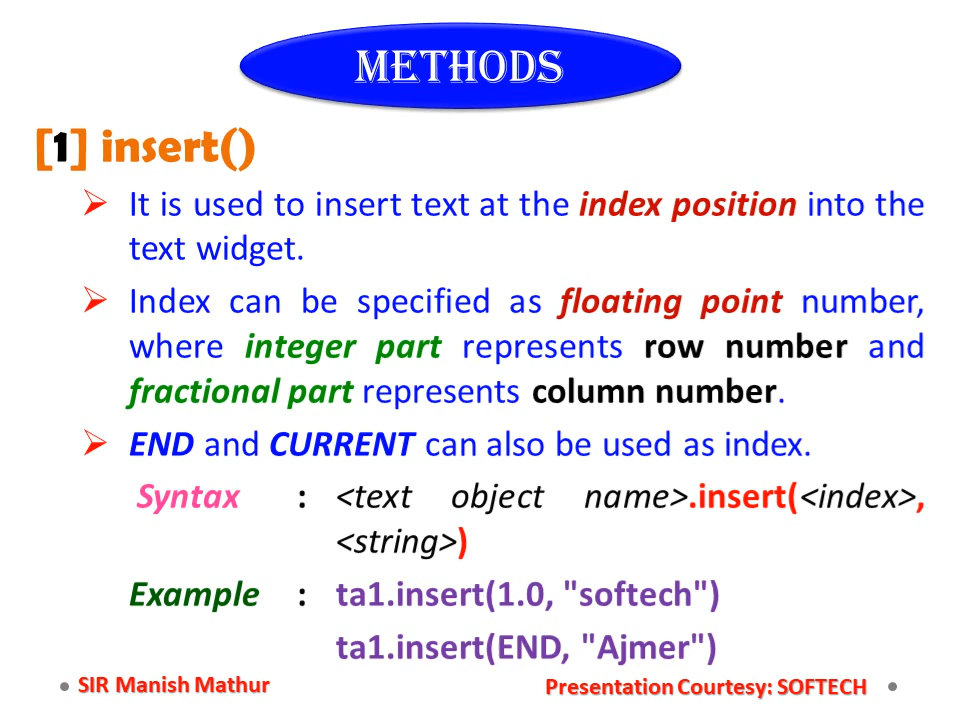 METHODS
[1] insert()
➢ It is used to insert text at the index position into the
text widget.
➢ Index can be specified as floating point number,
where integer part represents row number and
fractional part represents column number.
➢ END and CURRENT can also be used as index.
Syntax : <text object name>.insert(<index>,
<string>)
Example : ta1.insert(1.0, "softech")
ta1.insert(END, "Ajmer")
SIR Manish Mathur
Presentation Courtesy: SOFTECH